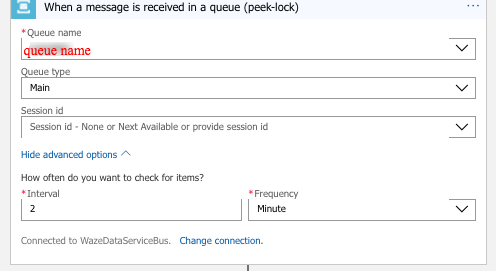 When a message is received in a queue (peek-lock)
*Queue name
queue name
Queue type
Main
Session id
Session id - None or Next Available or provide session id
Hide advanced options
How often do you want to check for items?
*Interval *Frequency
2 Minute
Connected to WazeDataServiceBus. Change connection.